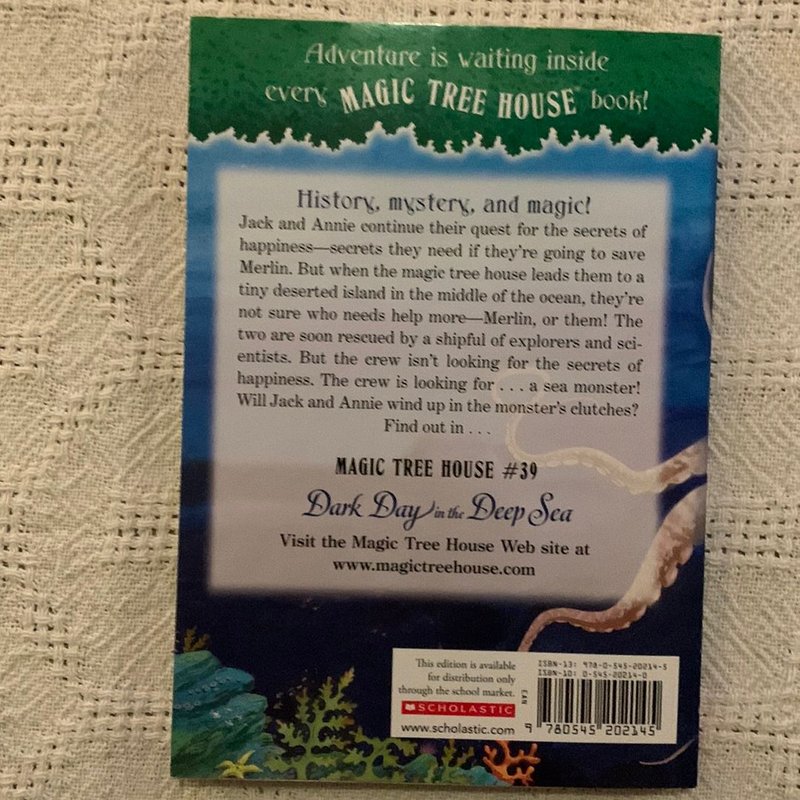 Adventure is waiting inside
every MAGIC TREE HOUSE® book!
History, mystery, and magic!
Jack and Annie continue their quest for the secrets of
happiness—secrets they need if they're going to save
Merlin. But when the magic tree house leads them to a
tiny deserted island in the middle of the ocean, they're
not sure who needs help more—Merlin, or them! The
two are soon rescued by a shipful of explorers and sci-
entists. But the crew isn't looking for the secrets of
happiness. The crew is looking for . . . a sea monster!
Will Jack and Annie wind up in the monster's clutches?
Find out in . . .
MAGIC TREE HOUSE #39
Dark Day in the Deep Sea
Visit the Magic Tree House Web site at
www.magictreehouse.com
This edition is available
for distribution only
through the school market.
SCHOLASTIC
www.scholastic.com
EAN
ISBN-13: 978-0-545-20214-5
ISBN-10: 0-545-20214-0
9 780545 202145